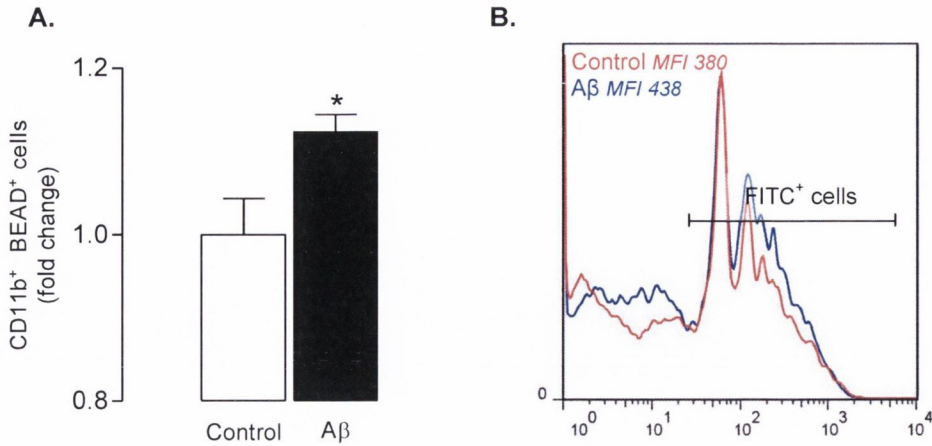 A.
CD11b⁺ BEAD⁺ cells
(fold change)
1.2
1.0
0.8
*
Control
Aβ
B.
Control MFI 380
Aβ MFI 438
FITC⁺ cells
0
10⁰
10¹
10²
10³
10⁴